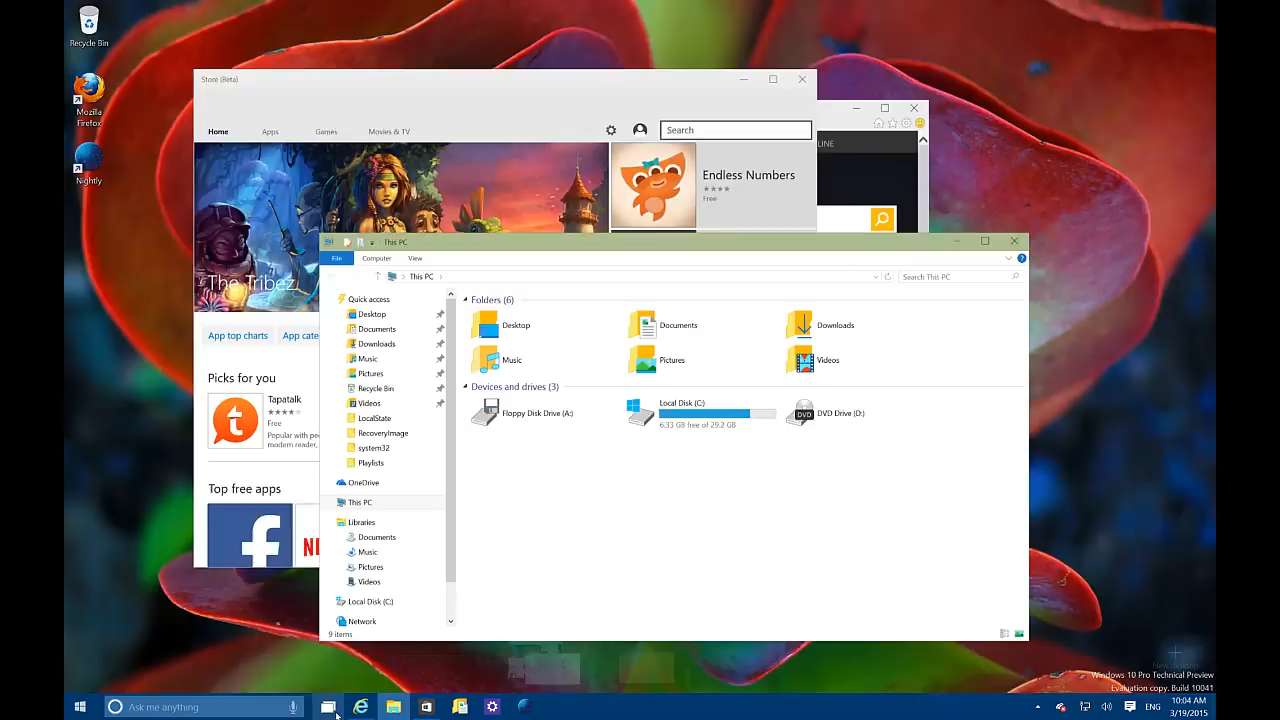 Recycle Bin
Mozilla
Firefox
Nightly
Store (Beta)
Home Apps Games Movies & TV
Search
LINE
Endless Numbers
Free
The Tribez
App top charts
App cate
Picks for you
Tapatalk
Free
Popular with pe
modern reader,
Top free apps
f
NE
This PC
File Computer View
This PC
Search This PC
Quick access
Desktop
Documents
Downloads
Music
Pictures
Recycle Bin
Videos
LocalState
RecoveryImage
system32
Playlists
OneDrive
This PC
Libraries
Documents
Music
Pictures
Videos
Local Disk (C:)
Network
Folders (6)
Desktop
Documents
Downloads
Music
Pictures
Videos
Devices and drives (3)
Floppy Disk Drive (A:)
Local Disk (C:)
6.33 GB free of 29.2 GB
DVD
DVD Drive (D:)
9 items
New desktop
Windows 10 Pro Technical Preview
Evaluation copy. Build 10041
Ask me anything
ENG
10:04 AM
3/19/2015